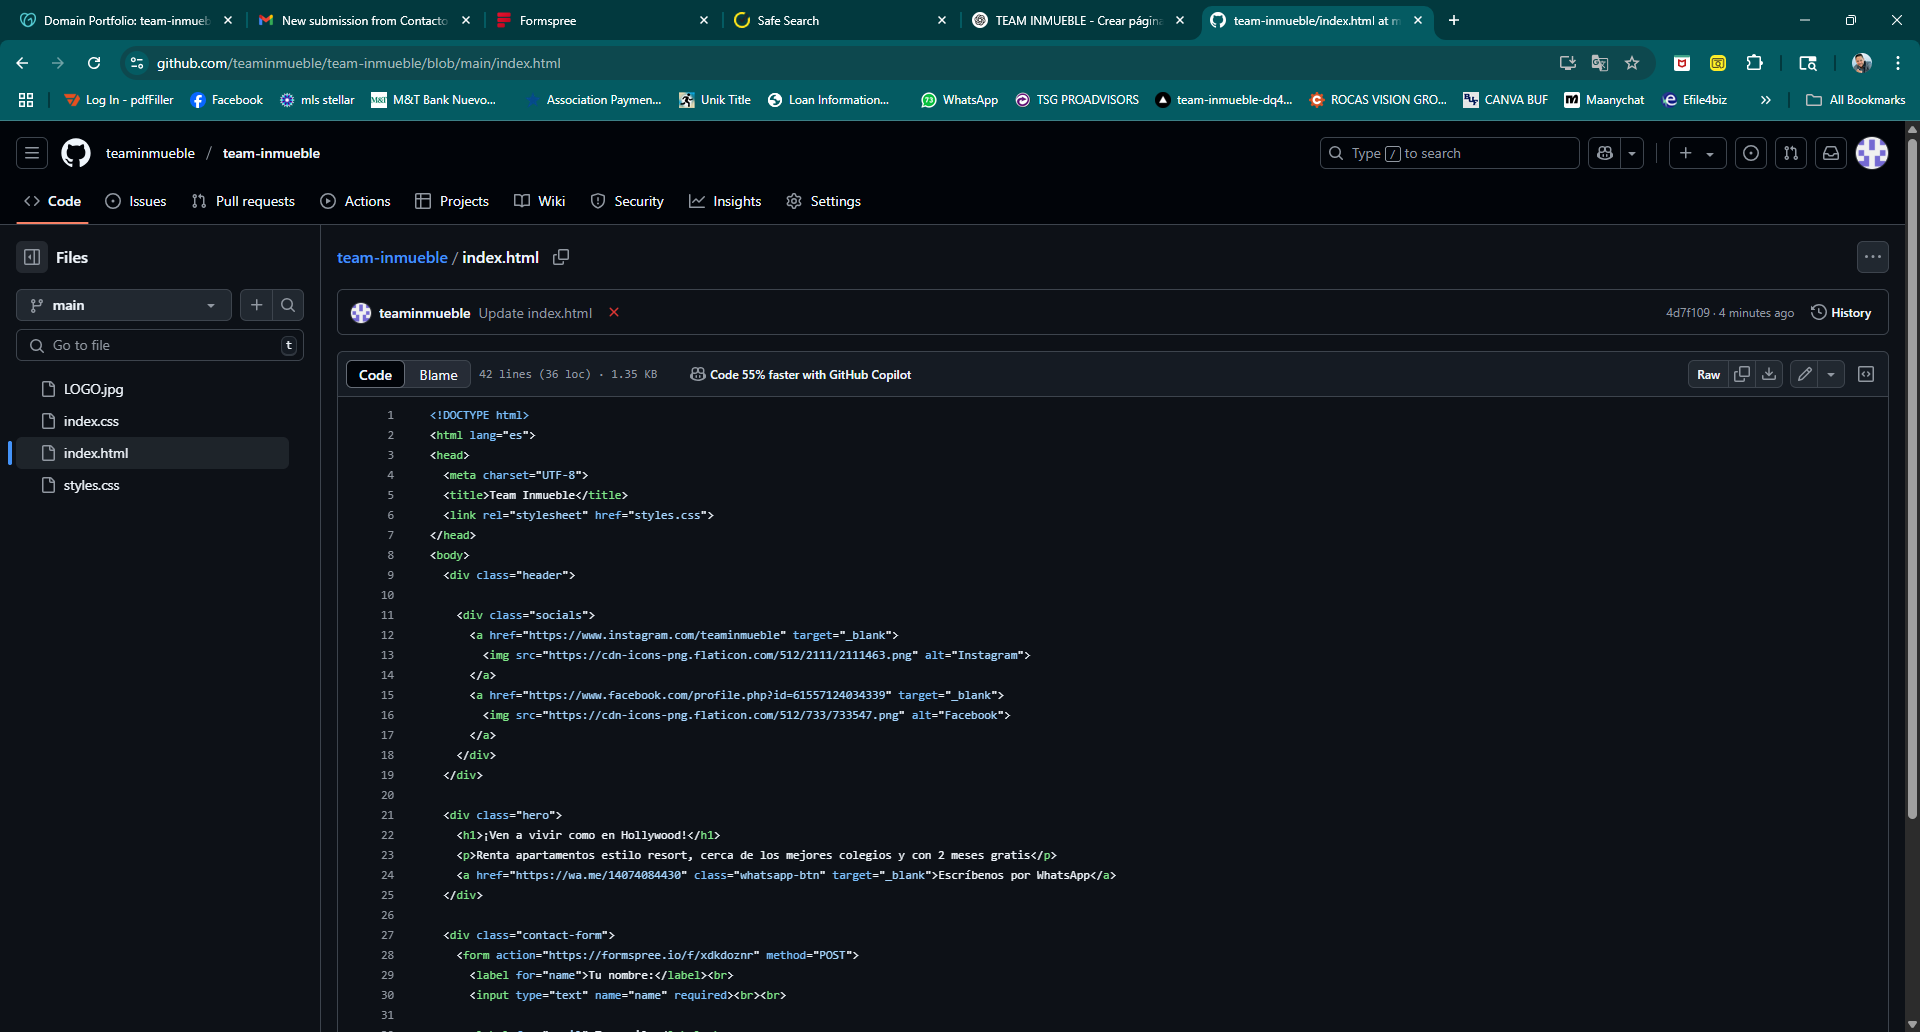 Domain Portfolio: team-inmueb
New submission from Contacto
Formspree
Safe Search
TEAM INMUEBLE - Crear página
team-inmueble/index.html at m
github.com/teaminmueble/team-inmueble/blob/main/index.html
Log In - pdfFiller
Facebook
mls stellar
M&T Bank Nuevo...
Association Paymen...
Unik Title
Loan Information...
WhatsApp
TSG PROADVISORS
team-inmueble-dq4...
ROCAS VISION GRO...
CANVA BUF
Maanychat
Efile4biz
All Bookmarks
teaminmueble / team-inmueble
Type / to search
Code
Issues
Pull requests
Actions
Projects
Wiki
Security
Insights
Settings
Files
main
Go to file
t
LOGO.jpg
index.css
index.html
styles.css
team-inmueble / index.html
teaminmueble Update index.html
4d7f109 · 4 minutes ago
History
Code
Blame
42 lines (36 loc) · 1.35 KB
Code 55% faster with GitHub Copilot
Raw
1 <!DOCTYPE html>
2 <html lang="es">
3 <head>
4 <meta charset="UTF-8">
5 <title>Team Inmueble</title>
6 <link rel="stylesheet" href="styles.css">
7 </head>
8 <body>
9 <div class="header">
10
11 <div class="socials">
12 <a href="https://www.instagram.com/teaminmueble" target="_blank">
13 <img src="https://cdn-icons-png.flaticon.com/512/2111/2111463.png" alt="Instagram">
14 </a>
15 <a href="https://www.facebook.com/profile.php?id=61557124034339" target="_blank">
16 <img src="https://cdn-icons-png.flaticon.com/512/733/733547.png" alt="Facebook">
17 </a>
18 </div>
19 </div>
20
21 <div class="hero">
22 <h1>¡Ven a vivir como en Hollywood!</h1>
23 <p>Renta apartamentos estilo resort, cerca de los mejores colegios y con 2 meses gratis</p>
24 <a href="https://wa.me/14074084430" class="whatsapp-btn" target="_blank">Escríbenos por WhatsApp</a>
25 </div>
26
27 <div class="contact-form">
28 <form action="https://formspree.io/f/xdkdoznr" method="POST">
29 <label for="name">Tu nombre:</label><br>
30 <input type="text" name="name" required><br><br>
31